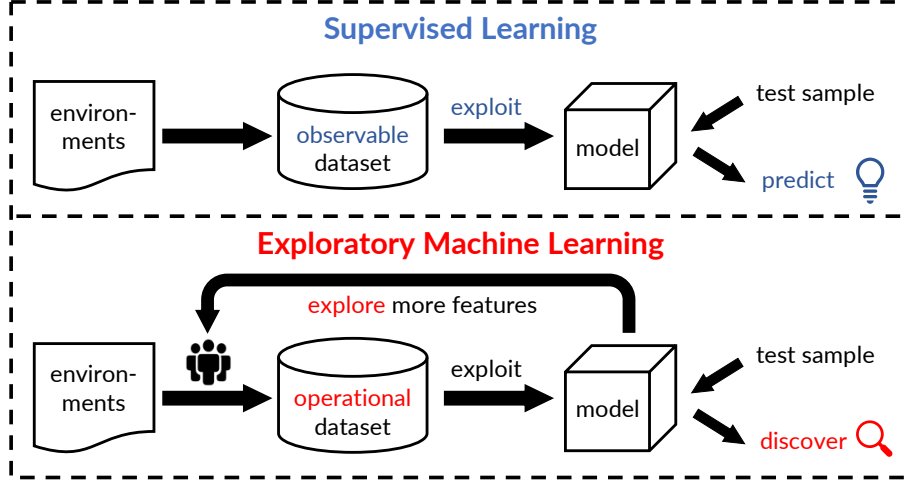 Supervised Learning
environ-
ments
observable
dataset
exploit
model
test sample
predict
Exploratory Machine Learning
explore more features
environ-
ments
operational
dataset
exploit
model
test sample
discover